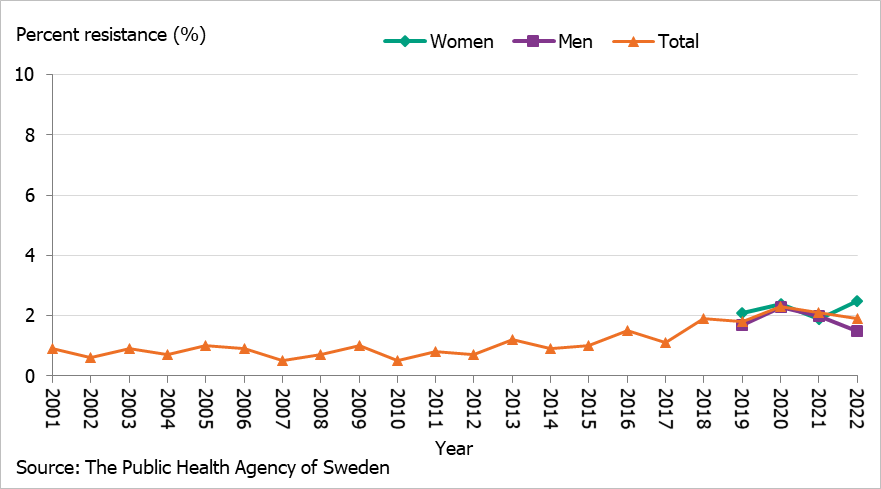 Percent resistance (%)
Women Men Total
10
8
6
4
2
0
2001 2002 2003 2004 2005 2006 2007 2008 2009 2010 2011 2012 2013 2014 2015 2016 2017 2018 2019 2020 2021 2022
Year
Source: The Public Health Agency of Sweden